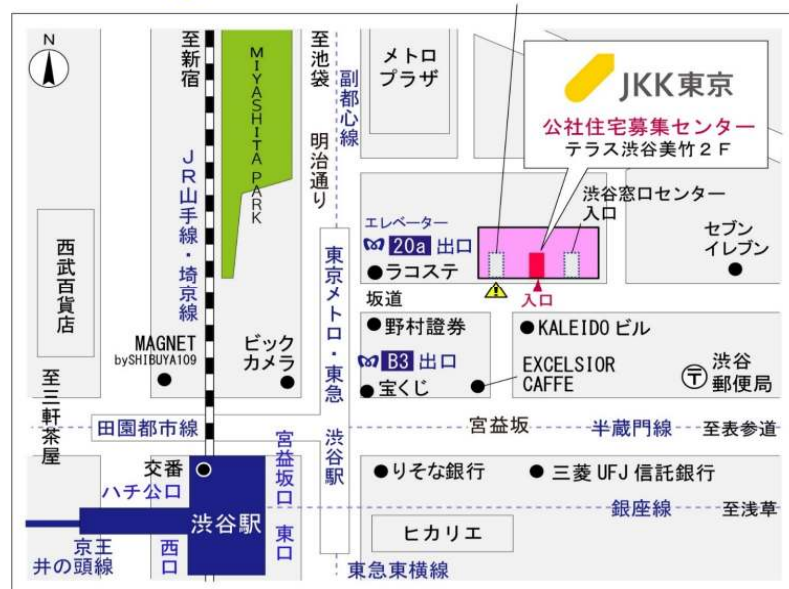 N
至新宿
MIYASHITA PARK
至池袋
副都心線
明治通り
メトロ
プラザ
JKK東京
公社住宅募集センター
テラス渋谷美竹2F
渋谷窓口センター
入口
JR山手線・埼京線
西武百貨店
エレベーター
20a 出口
ラコステ
セブン
イレブン
入口
坂道
東京メトロ・東急 渋谷駅
野村證券
KALEIDO ビル
MAGNET
bySHIBUYA109
ビック
カメラ
B3 出口
宝くじ
EXCELSIOR
CAFFE
〒
渋谷
郵便局
至三軒茶屋
田園都市線
宮益坂
半蔵門線
至表参道
宮益坂口
交番
ハチ公口
りそな銀行
三菱 UFJ 信託銀行
渋谷駅
東口
西口
銀座線
至浅草
ヒカリエ
京王
井の頭線
東急東横線